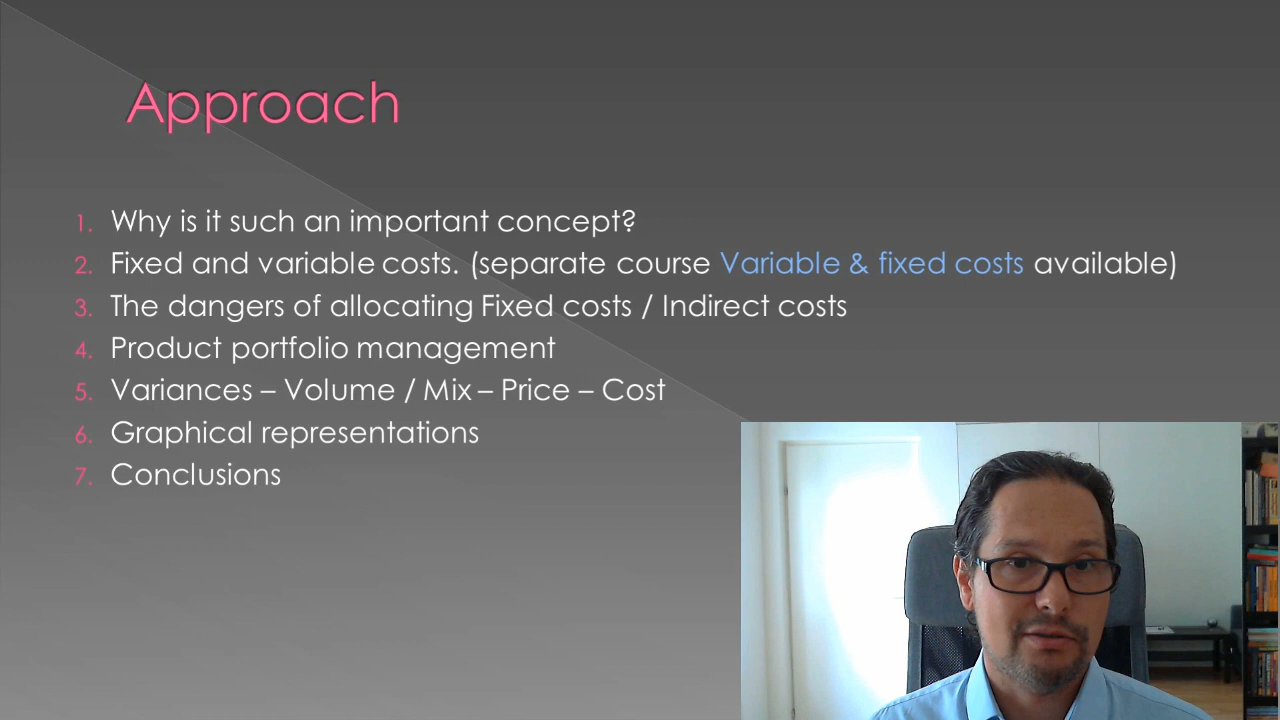 Approach
1. Why is it such an important concept?
2. Fixed and variable costs. (separate course Variable & fixed costs available)
3. The dangers of allocating Fixed costs / Indirect costs
4. Product portfolio management
5. Variances – Volume / Mix – Price – Cost
6. Graphical representations
7. Conclusions